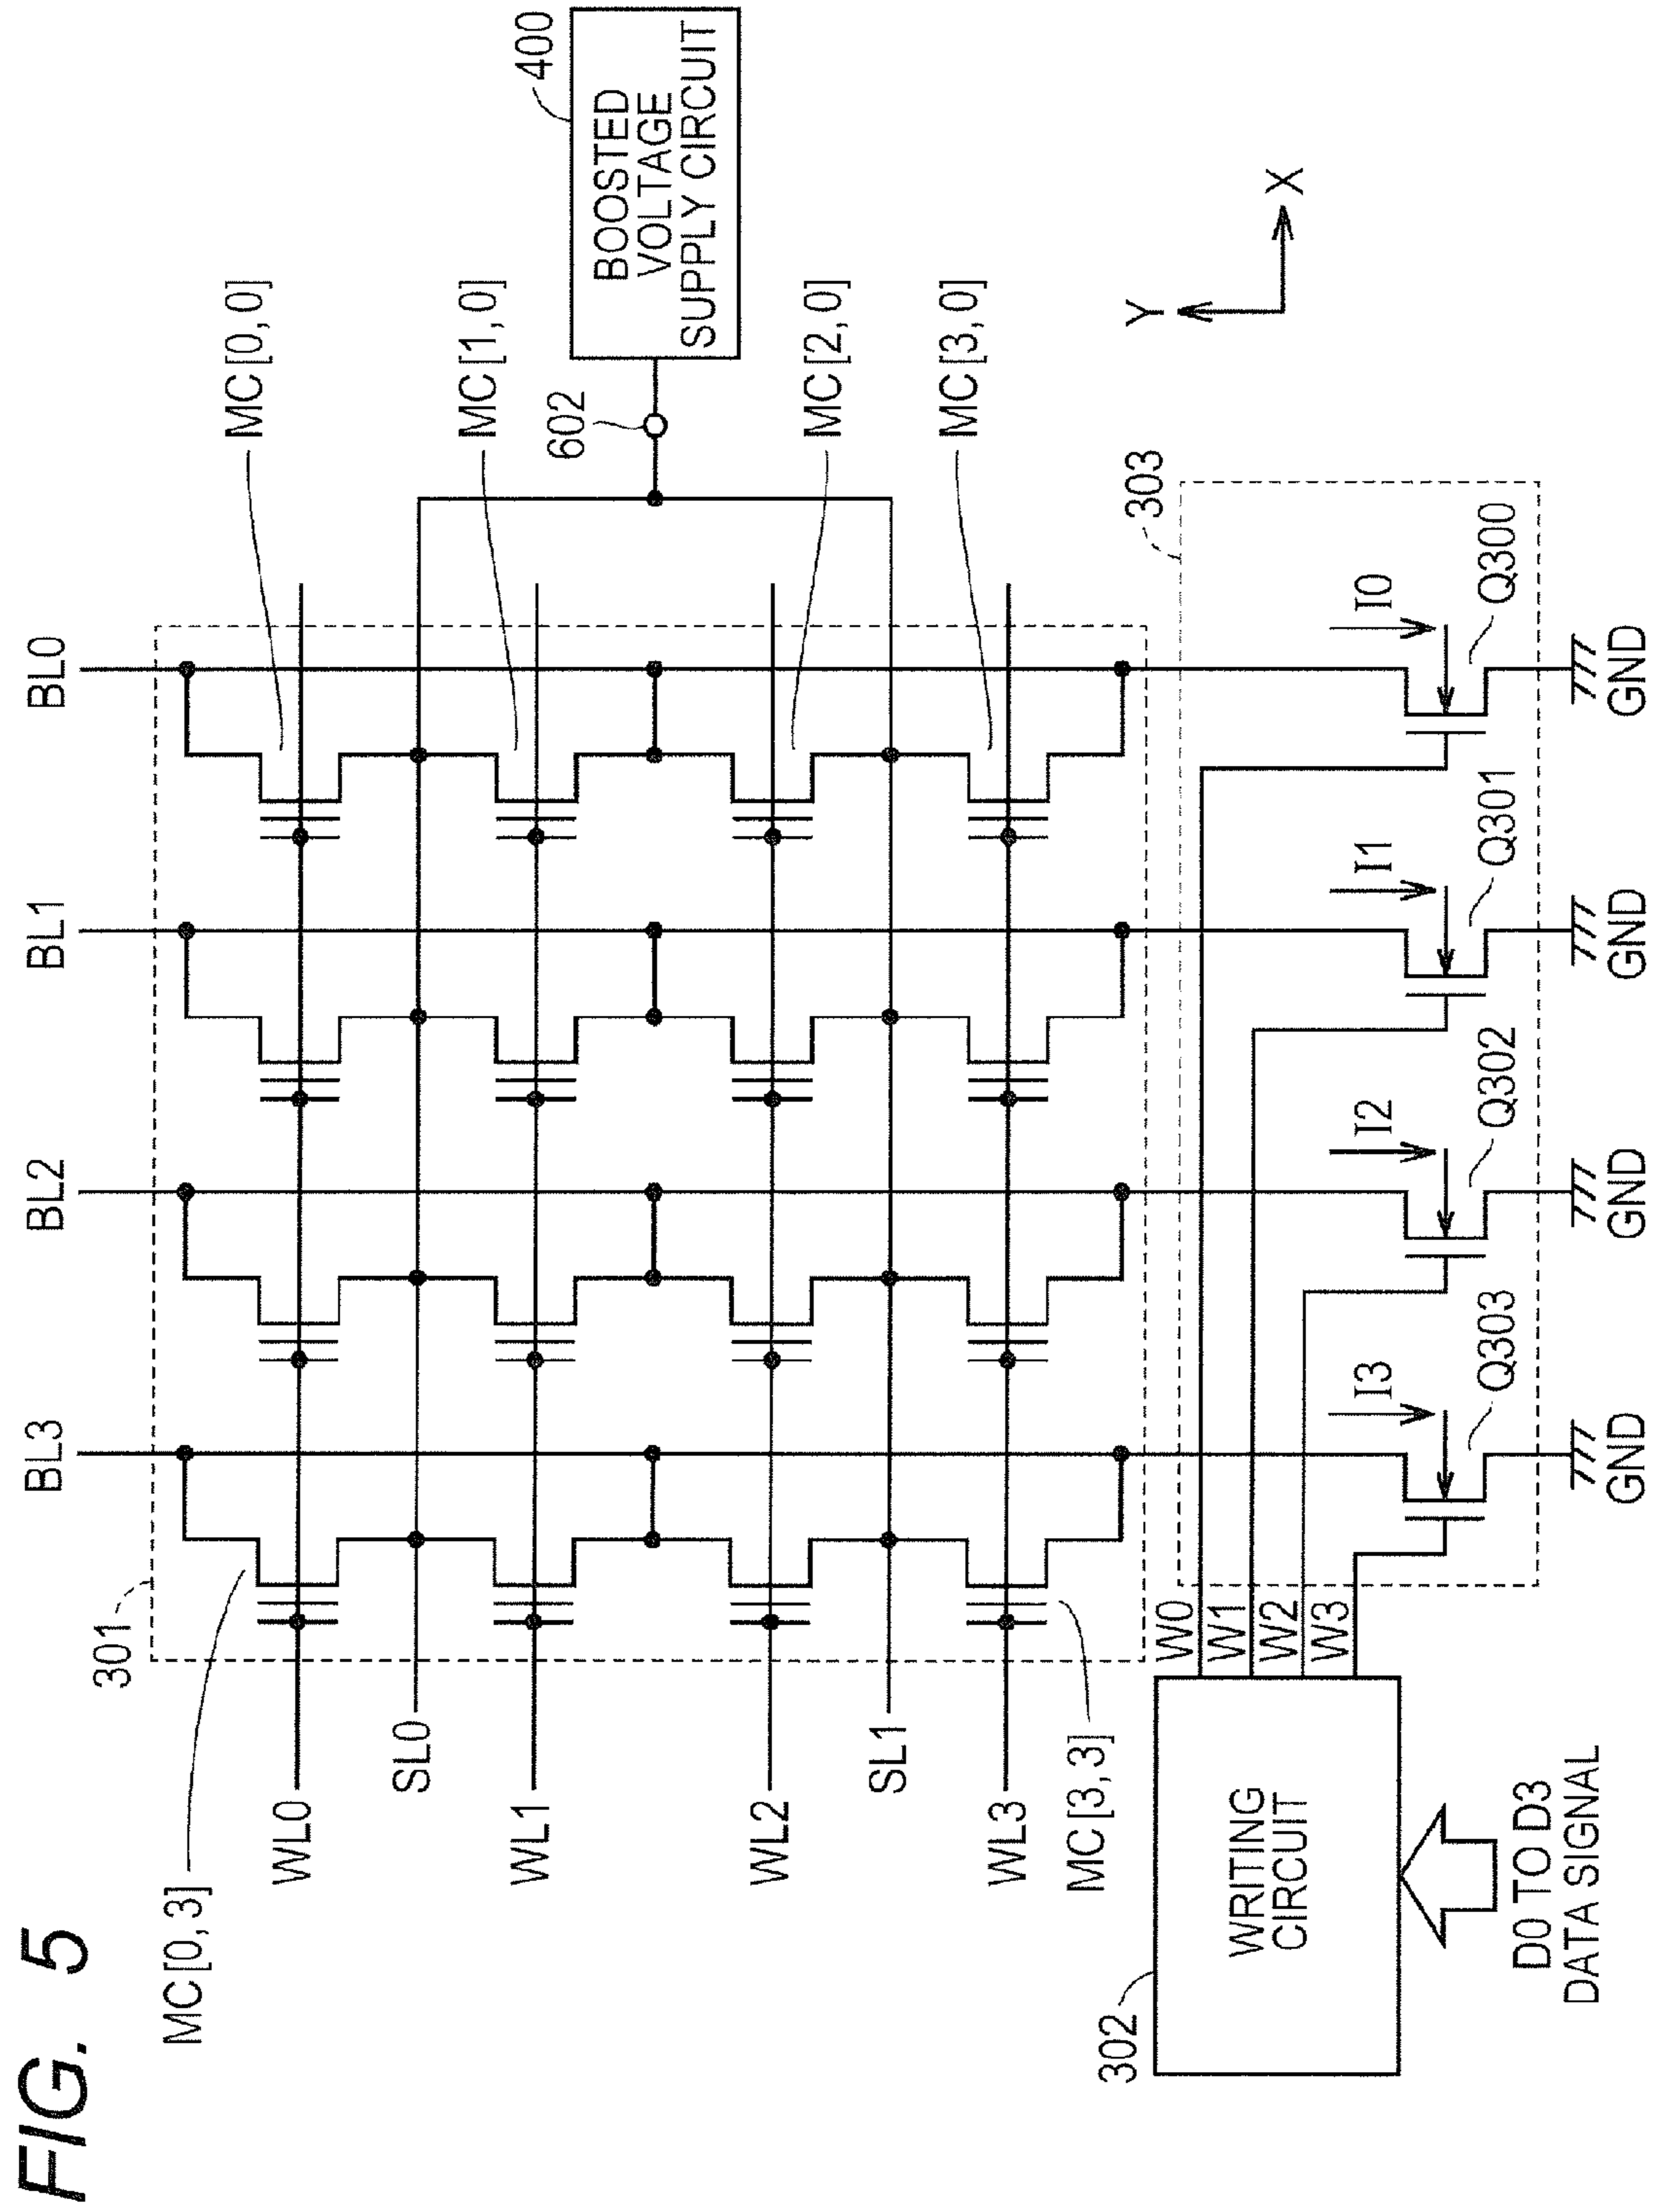 FIG. 5
BL3
BL2
BL1
BL0
301
MC[0,3]
MC[0,0]
WL0
SL0
400
BOOSTED
VOLTAGE
SUPPLY CIRCUIT
MC[1,0]
WL1
602
WL2
MC[2,0]
SL1
WL3
MC[3,0]
MC[3,3]
303
302
W0
W1
W2
W3
Y
X
WRITING
CIRCUIT
I3
I2
I1
I0
Q303
Q302
Q301
Q300
D0 TO D3
DATA SIGNAL
GND
GND
GND
GND